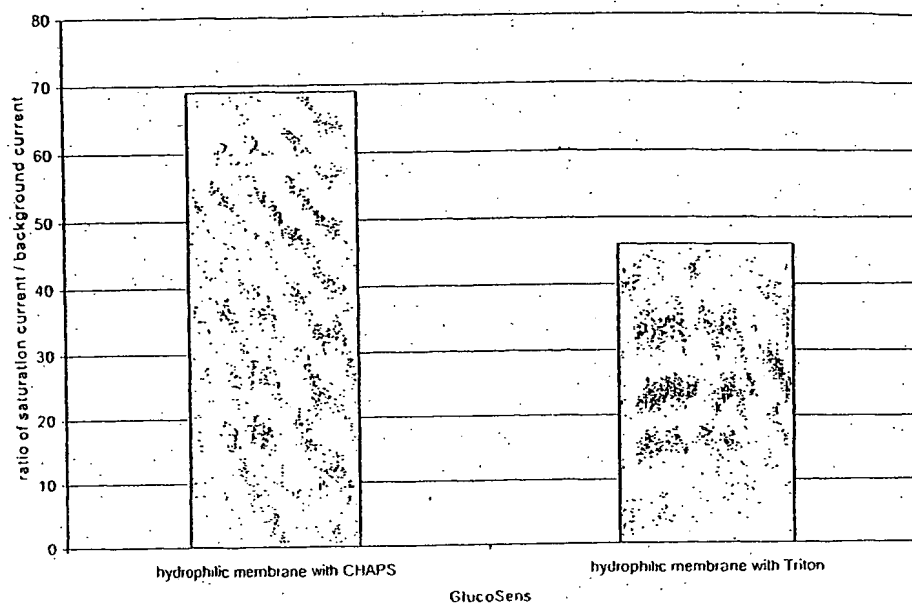 80
70
60
50
40
30
20
10
0
ratio of saturation current / background current
hydrophilic membrane with CHAPS
hydrophilic membrane with Triton
GlucoSens